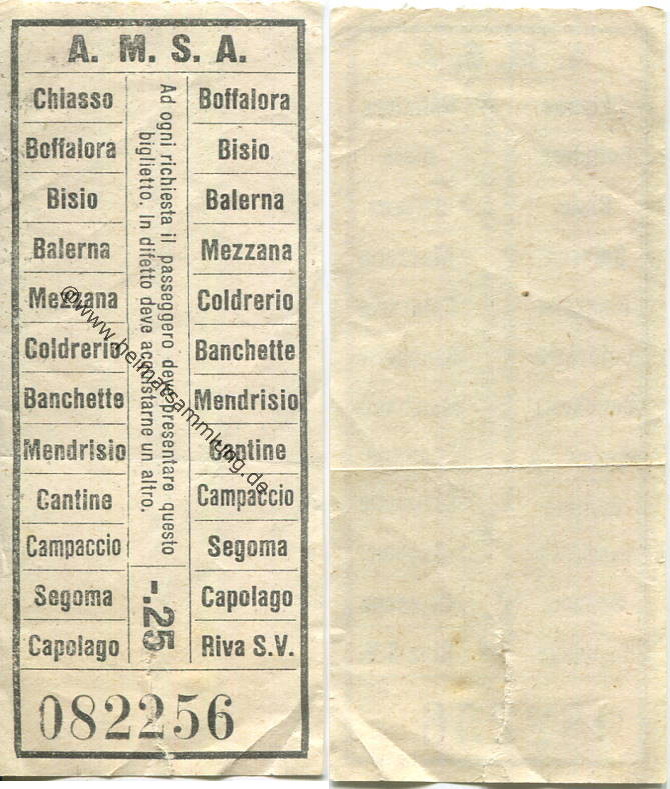 A. M. S. A.
Chiasso
Boffalora
Bisio
Balerna
Mezzana
Coldrerio
Banchette
Mendrisio
Cantine
Campaccio
Segoma
Capolago
Ad ogni richiesta il passeggero deve presentare questo
biglietto. In difetto deve acquistarne un altro.
-.25
Boffalora
Bisio
Balerna
Mezzana
Coldrerio
Banchette
Mendrisio
Cantine
Campaccio
Segoma
Capolago
Riva S.V.
082256
©www.heimatsammlung.de